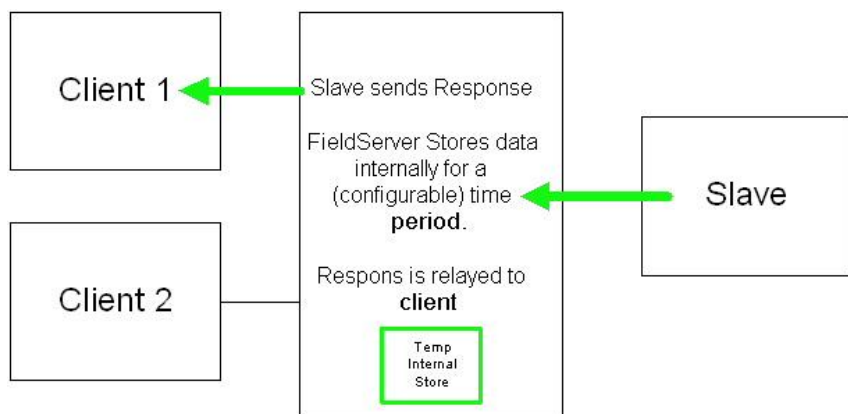 Client 1
Slave sends Response
FieldServer Stores data
internally for a
(configurable) time
period.
Slave
Client 2
Respons is relayed to
client
Temp
Internal
Store